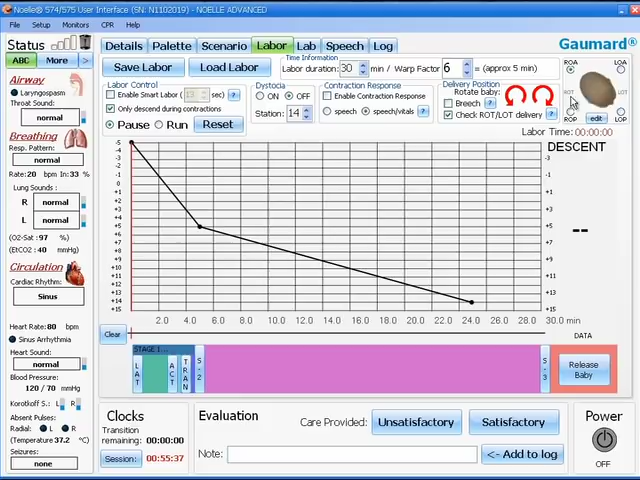 Noelle® 574/575 User Interface (SN: N1102019) - NOELLE ADVANCED
File Setup Monitors CPR Help
Status
Details Palette Scenario Labor Lab Speech Log
Gaumard®
ABC More >
Save Labor Load Labor
Time Information
Labor duration: 30 min / Warp Factor 6 = (approx 5 min)
ROA LOA
Airway
Laryngospasm
Throat Sound:
normal
Labor Control
Enable Smart Labor ( sec) ?
Only descend during contractions
Pause Run Reset
Dystocia
ON OFF
Station: 14
Contraction Response
Enable Contraction Response
speech speech/vitals ?
Delivery Position
Rotate baby:
Breech ?
Check ROT/LOT delivery ?
ROT LOT
ROP edit LOP
Labor Time: 00:00:00
Breathing
Resp. Pattern:
normal
Rate: 20 bpm In: 33 %
Lung Sounds :
R normal
L normal
(O2-Sat: 97 %)
(EtCO2: 40 mmHg)
-5
-4
-3
-2
-1
0
+1
+2
+3
+4
+5
+6
+7
+8
+9
+10
+11
+12
+13
+14
+15
-3
0
+3
+5
+9
+12
+15
DESCENT
--
2.0 4.0 6.0 8.0 10.0 12.0 14.0 16.0 18.0 20.0 22.0 24.0 26.0 28.0 30.0 min
Circulation
Cardiac Rhythm:
Sinus
Heart Rate: 80 bpm
Sinus Arrhythmia
Heart Sound:
normal
Blood Pressure:
120 / 70 mmHg
Korotkoff S.: L R
Absent Pulses:
Radial: L R
(Temperature 37.2 °C)
Seizures:
none
Clear
DATA
STAGE I...
LAT
ACT
TRAN
S-2
S-3
Release Baby
Clocks
Transition remaining: 00:00:00
Session: 00:55:37
Evaluation
Care Provided: Unsatisfactory Satisfactory
Note: <- Add to log
Power
OFF